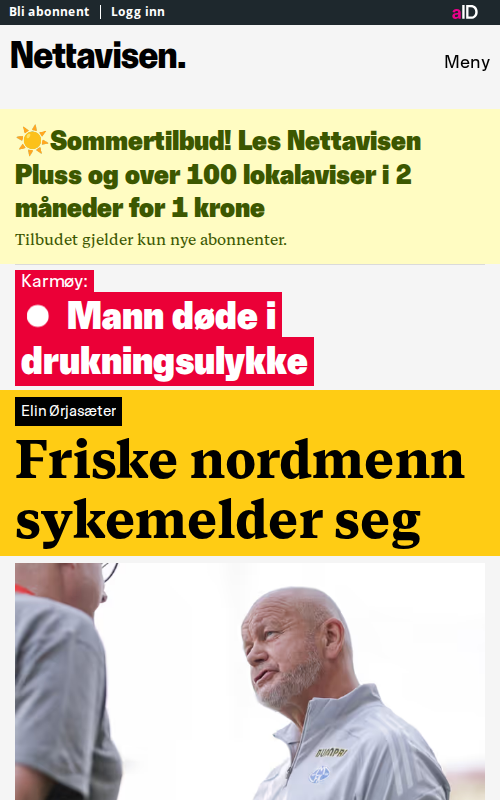 Bli abonnent | Logg inn
aID
Nettavisen.
Meny
☀️Sommertilbud! Les Nettavisen
Pluss og over 100 lokalaviser i 2
måneder for 1 krone
Tilbudet gjelder kun nye abonnenter.
Karmøy:
Mann døde i
drukningsulykke
Elin Ørjasæter
Friske nordmenn
sykemelder seg